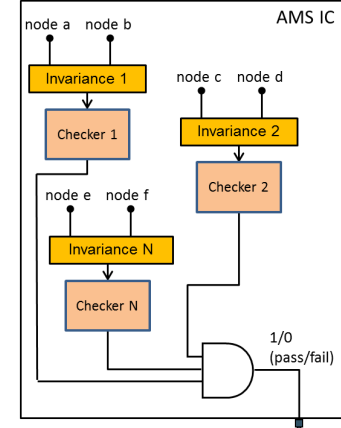 AMS IC
node a
node b
Invariance 1
Checker 1
node c
node d
Invariance 2
Checker 2
node e
node f
Invariance N
Checker N
1/0
(pass/fail)